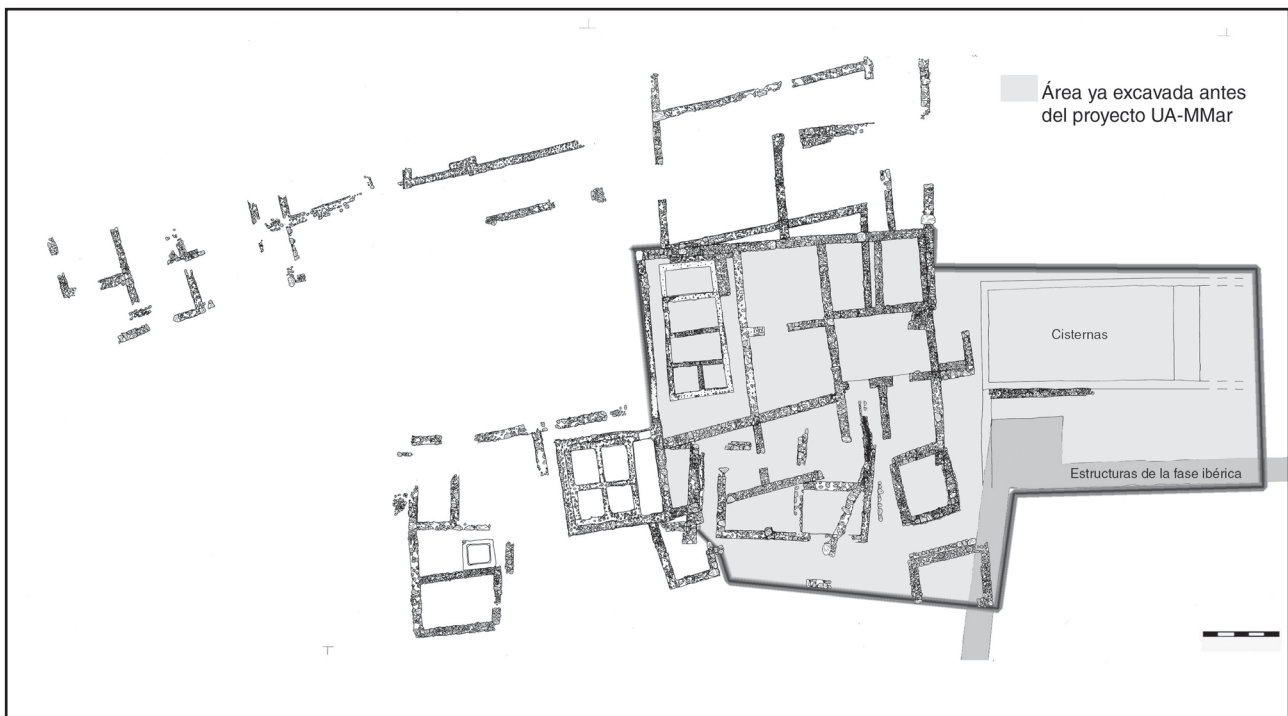 Área ya excavada antes
del proyecto UA-MMar
Cisternas
Estructuras de la fase ibérica